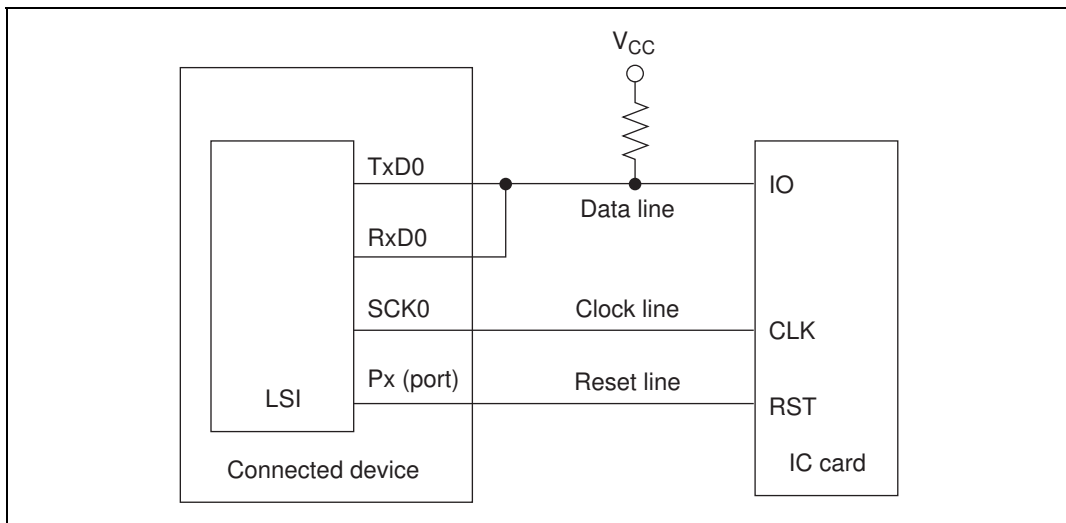 VCC
TxD0
IO
Data line
RxD0
SCK0
Clock line
CLK
Px (port)
Reset line
LSI
RST
Connected device
IC card